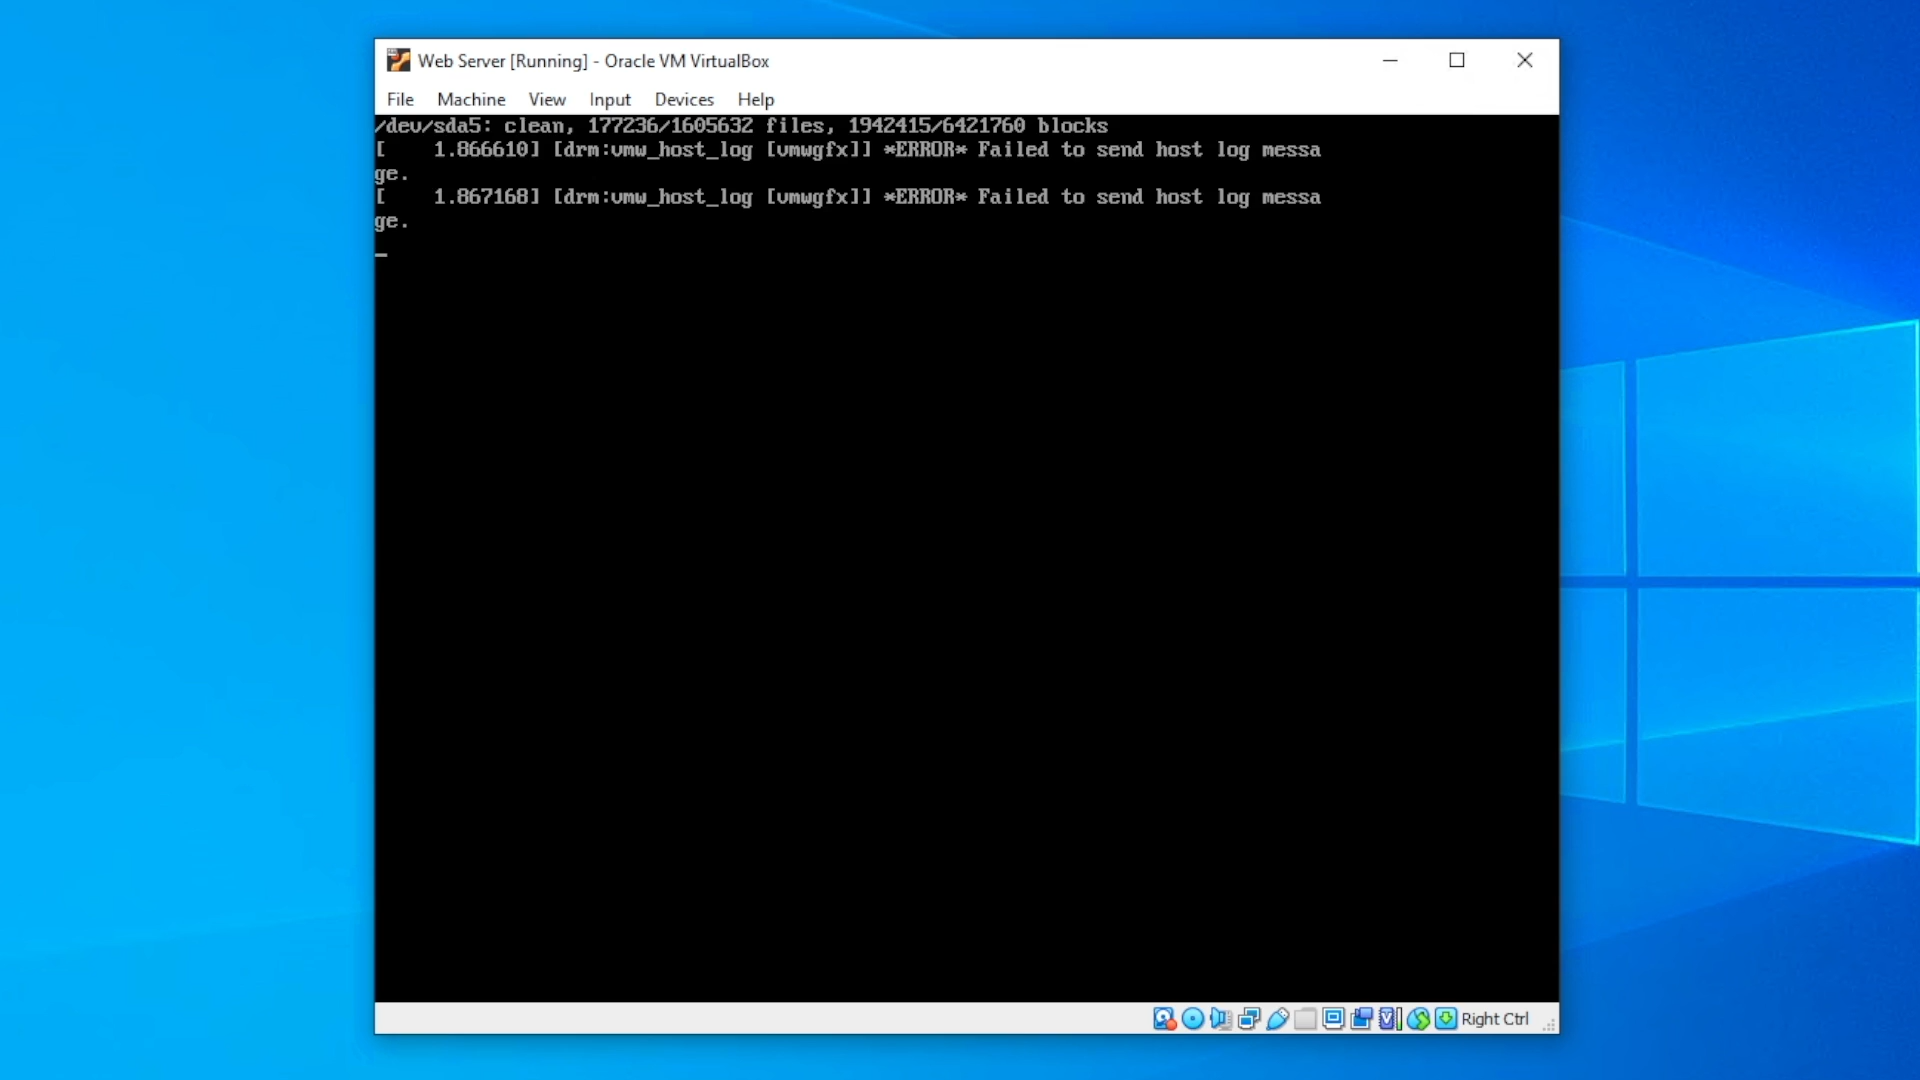 Web Server [Running] - Oracle VM VirtualBox
File Machine View Input Devices Help
/dev/sda5: clean, 177236/1605632 files, 1942415/6421760 blocks
[    1.866610] [drm:vmw_host_log [vmwgfx]] *ERROR* Failed to send host log messa
ge.
[    1.867168] [drm:vmw_host_log [vmwgfx]] *ERROR* Failed to send host log messa
ge.
_
Right Ctrl